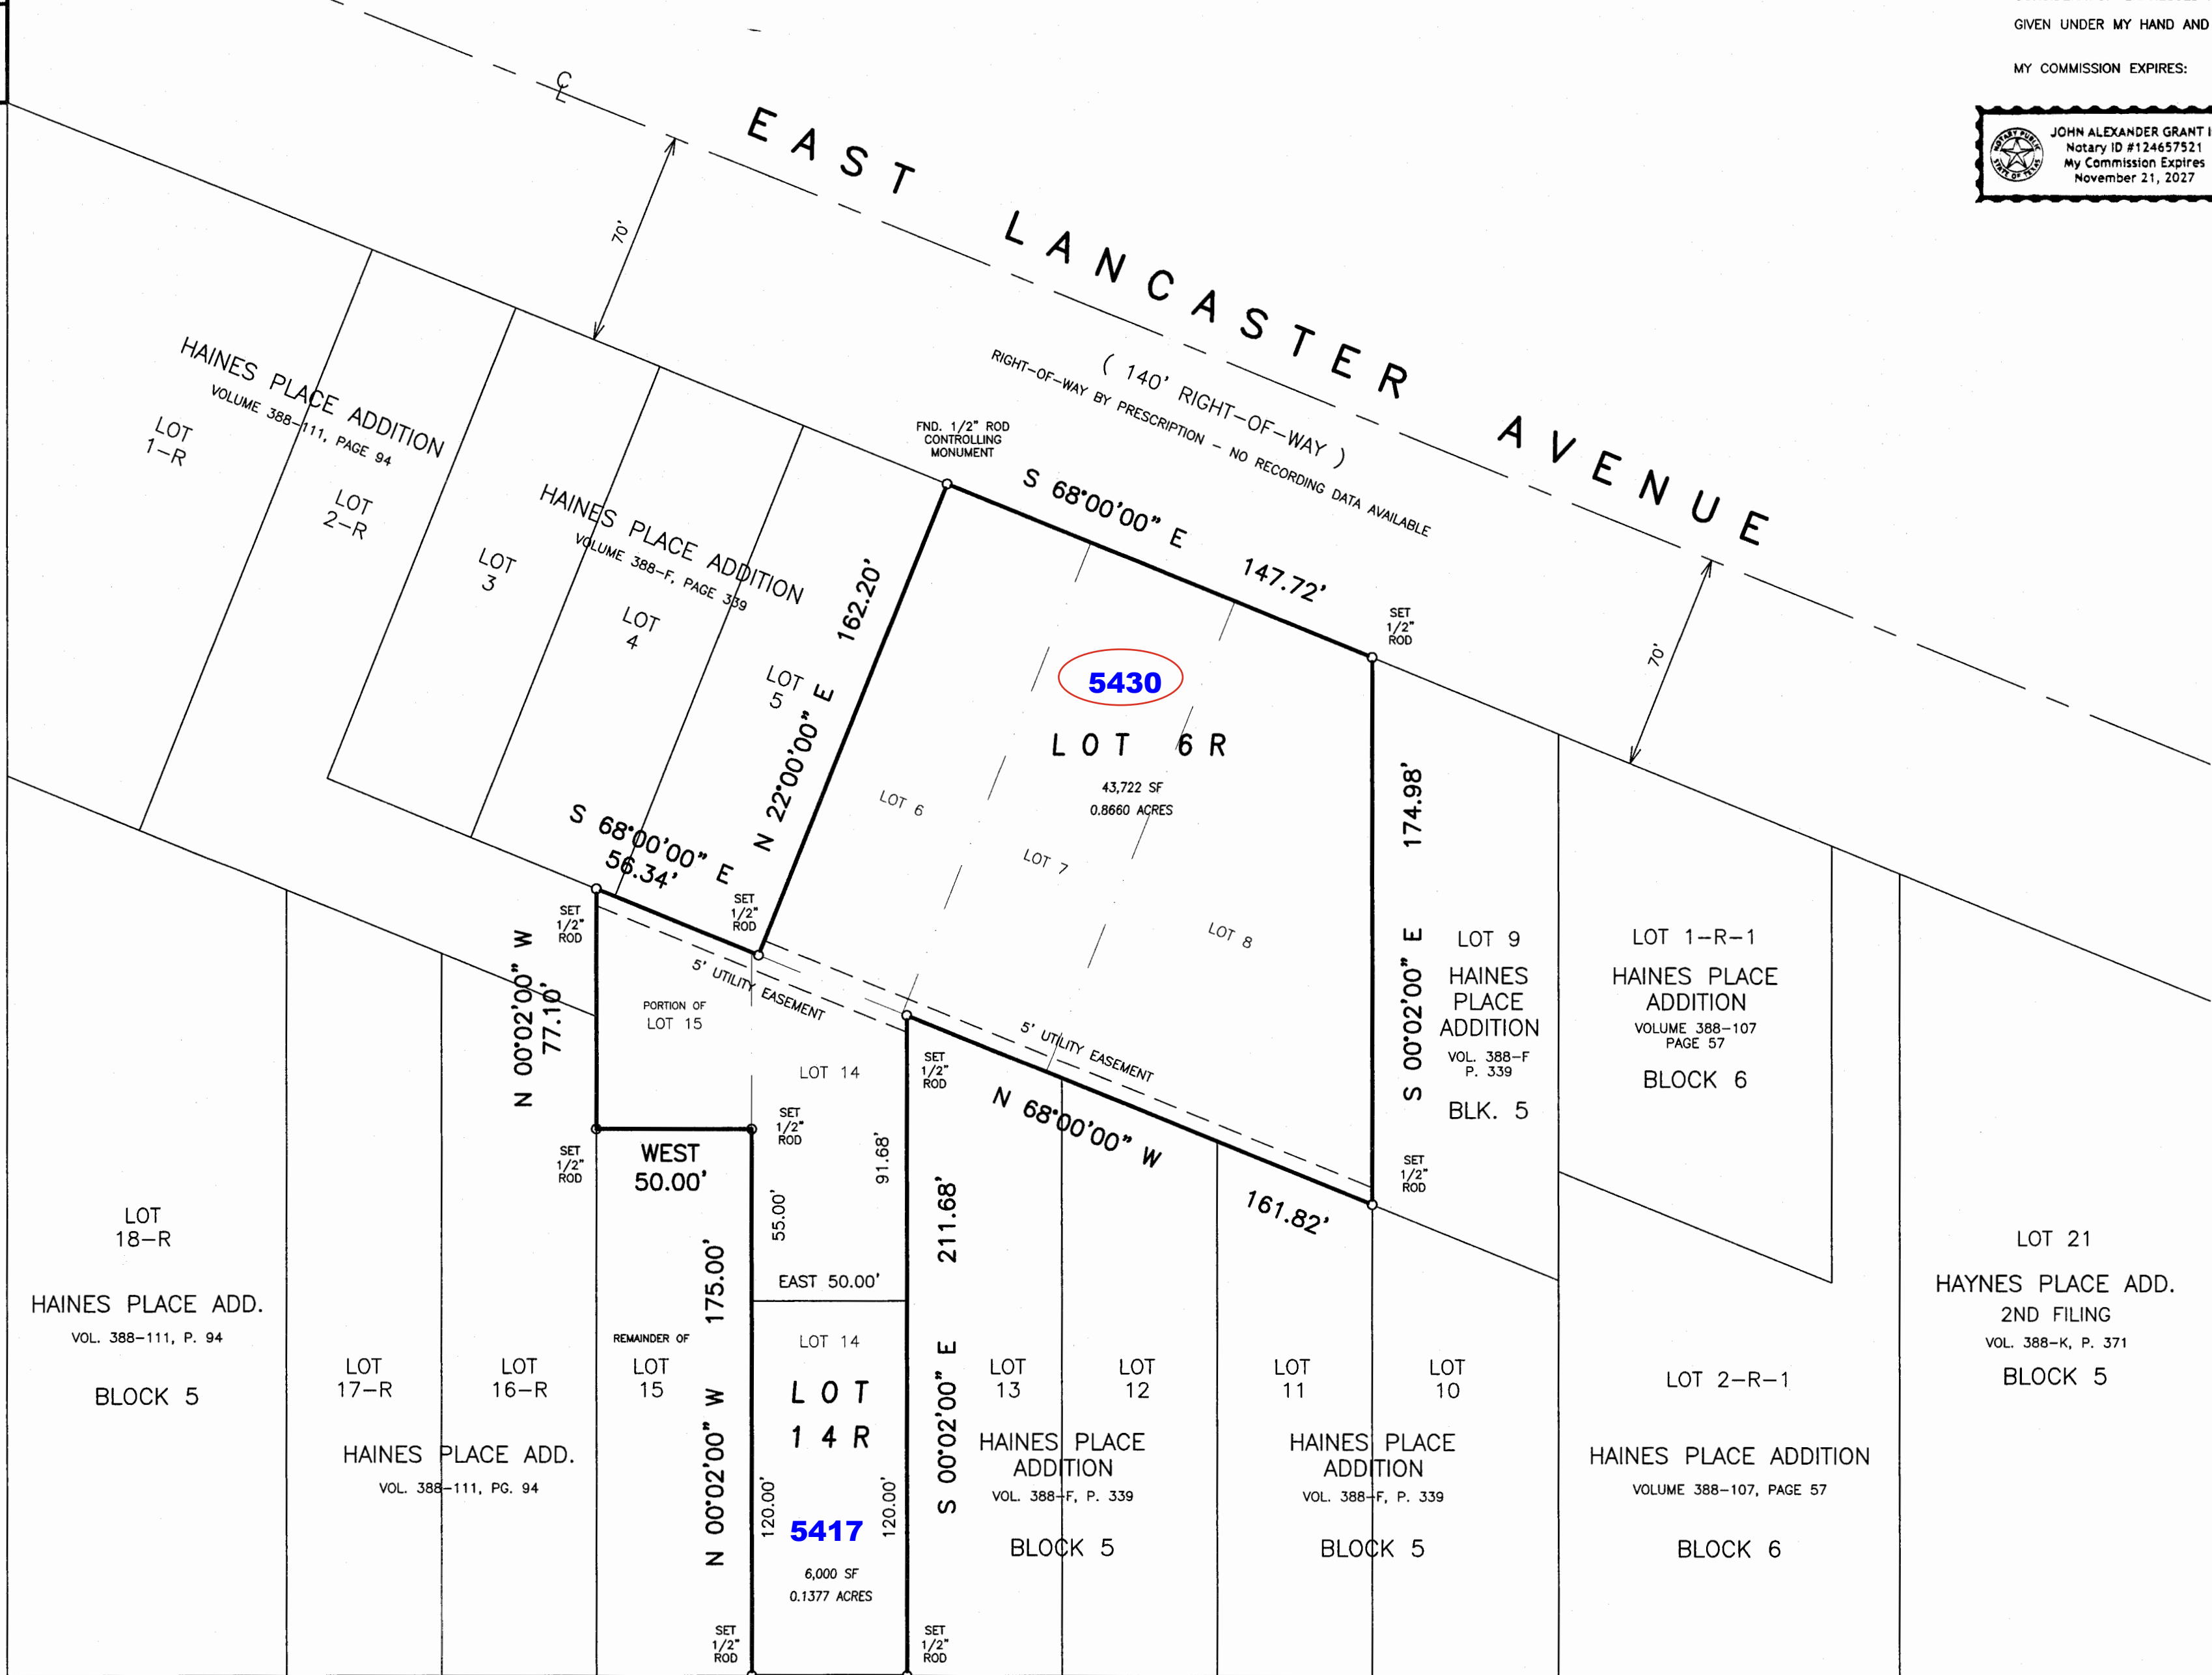 GIVEN UNDER MY HAND AND
MY COMMISSION EXPIRES:
NOTARY PUBLIC
STATE OF TEXAS
JOHN ALEXANDER GRANT
Notary ID #124657521
My Commission Expires
November 21, 2027
CL
EAST LANCASTER AVENUE
( 140' RIGHT-OF-WAY )
RIGHT-OF-WAY BY PRESCRIPTION - NO RECORDING DATA AVAILABLE
70'
70'
HAINES PLACE ADDITION
VOLUME 388-111, PAGE 94
LOT
1-R
LOT
2-R
HAINES PLACE ADDITION
VOLUME 388-F, PAGE 339
LOT
3
LOT
4
LOT
5
FND. 1/2" ROD
CONTROLLING
MONUMENT
S 68°00'00" E 147.72'
SET
1/2"
ROD
N 22°00'00" E 162.20'
5430
LOT 6R
43,722 SF
0.8660 ACRES
LOT 6
LOT 7
LOT 8
S 00°02'00" E 174.98'
S 68°00'00" E
56.34'
SET
1/2"
ROD
SET
1/2"
ROD
N 00°02'00" W
77.10'
5' UTILITY EASEMENT
PORTION OF
LOT 15
LOT 14
5' UTILITY EASEMENT
SET
1/2"
ROD
N 68°00'00" W
161.82'
SET
1/2"
ROD
LOT 9
HAINES
PLACE
ADDITION
VOL. 388-F
P. 339
BLK. 5
LOT 1-R-1
HAINES PLACE
ADDITION
VOLUME 388-107
PAGE 57
BLOCK 6
SET
1/2"
ROD
SET
1/2"
ROD
WEST
50.00'
55.00'
91.68'
EAST 50.00'
N 00°02'00" W 175.00'
S 00°02'00" E 211.68'
LOT
18-R
HAINES PLACE ADD.
VOL. 388-111, P. 94
BLOCK 5
LOT
17-R
LOT
16-R
HAINES PLACE ADD.
VOL. 388-111, PG. 94
REMAINDER OF
LOT
15
LOT 14
LOT
14R
120.00'
5417
120.00'
6,000 SF
0.1377 ACRES
SET
1/2"
ROD
SET
1/2"
ROD
LOT
13
LOT
12
HAINES PLACE
ADDITION
VOL. 388-F, P. 339
BLOCK 5
LOT
11
LOT
10
HAINES PLACE
ADDITION
VOL. 388-F, P. 339
BLOCK 5
LOT 2-R-1
HAINES PLACE ADDITION
VOLUME 388-107, PAGE 57
BLOCK 6
LOT 21
HAYNES PLACE ADD.
2ND FILING
VOL. 388-K, P. 371
BLOCK 5